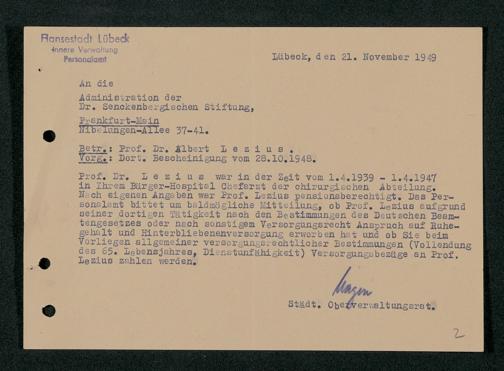 Hansestadt Lübeck
Innere Verwaltung
Personalamt
Lübeck, den 21. November 1949
An die
Administration der
Dr. Senckenbergischen Stiftung,
Frankfurt-Main
Nibelungen-Allee 37-41.
Betr.: Prof. Dr. Albert L e z i u s .
Vorg.: Dort. Bescheinigung vom 28.10.1948.
Prof. Dr. L e z i u s war in der Zeit vom 1.4.1939 - 1.4.1947
in Ihrem Bürger-Hospital Chefarzt der chirurgischen Abteilung.
Nach eigenen Angaben war Prof. Lezius pensionsberechtigt. Das Per-
sonalamt bittet um baldmögliche Mitteilung, ob Prof. Lezius aufgrund
seiner dortigen Tätigkeit nach den Bestimmungen des Deutschen Beam-
tengesetzes oder nach sonstigem Versorgungsrecht Anspruch auf Ruhe-
gehalt und Hinterbliebenenversorgung erworben hat und ob Sie beim
Vorliegen allgemeiner versorgungsrechtlicher Bestimmungen (Vollendung
des 65. Lebensjahres, Dienstunfähigkeit) Versorgungsbezüge an Prof.
Lezius zahlen werden.
Städt. Oberverwaltungsrat.
2